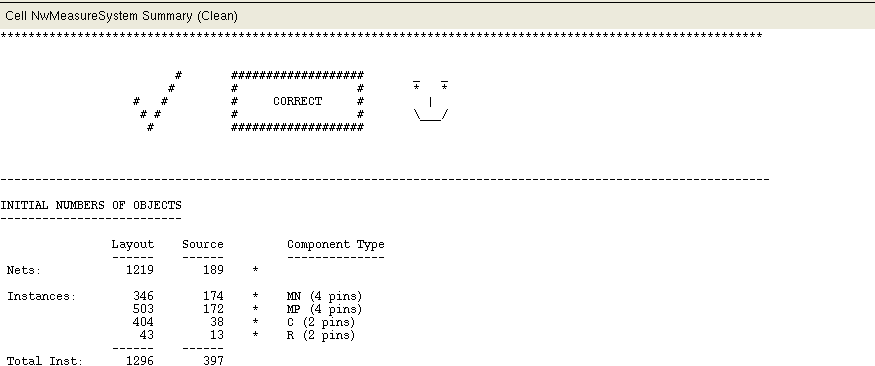 Cell NwMeasureSystem Summary (Clean)
*************************************************************************************************************
#       ###################       _   _
#        #                 #       *   *
#   #         #     CORRECT     #         |
# #          #                 #       \___/
#           ###################
--------------------------------------------------------------------------------------------------------------
INITIAL NUMBERS OF OBJECTS
--------------------------
Layout    Source         Component Type
------    ------         --------------
Nets:              1219       189    *
Instances:          346       174    *    MN (4 pins)
503       172    *    MP (4 pins)
404        38    *    C (2 pins)
43        13    *    R (2 pins)
------    ------
Total Inst:        1296       397